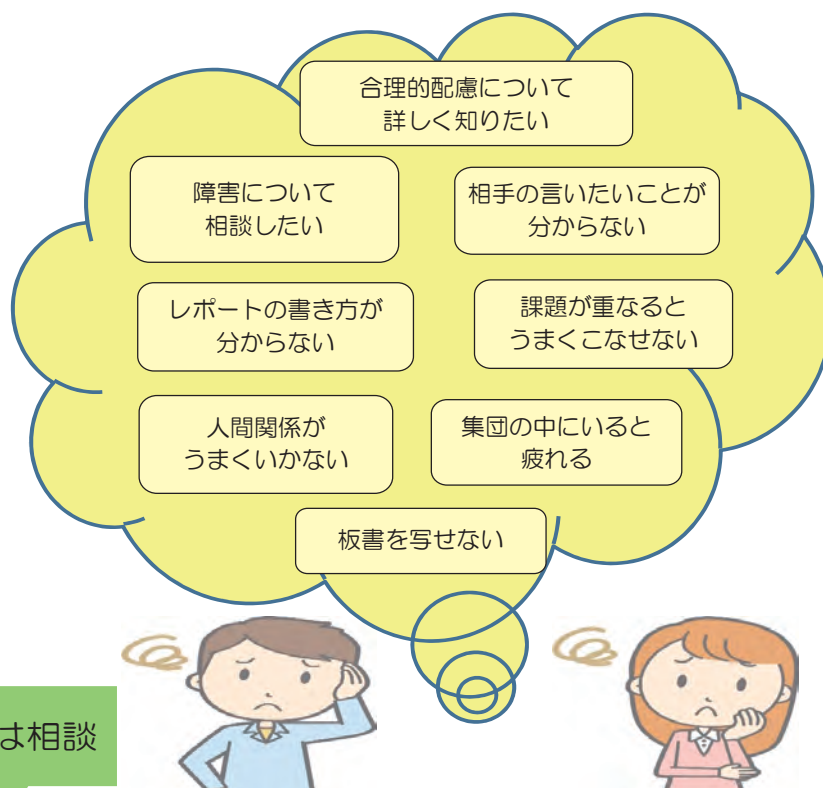 合理的配慮について
詳しく知りたい
障害について
相談したい
相手の言いたいことが
分からない
レポートの書き方が
分からない
課題が重なると
うまくこなせない
人間関係が
うまくいかない
集団の中にいると
疲れる
板書を写せない
は相談